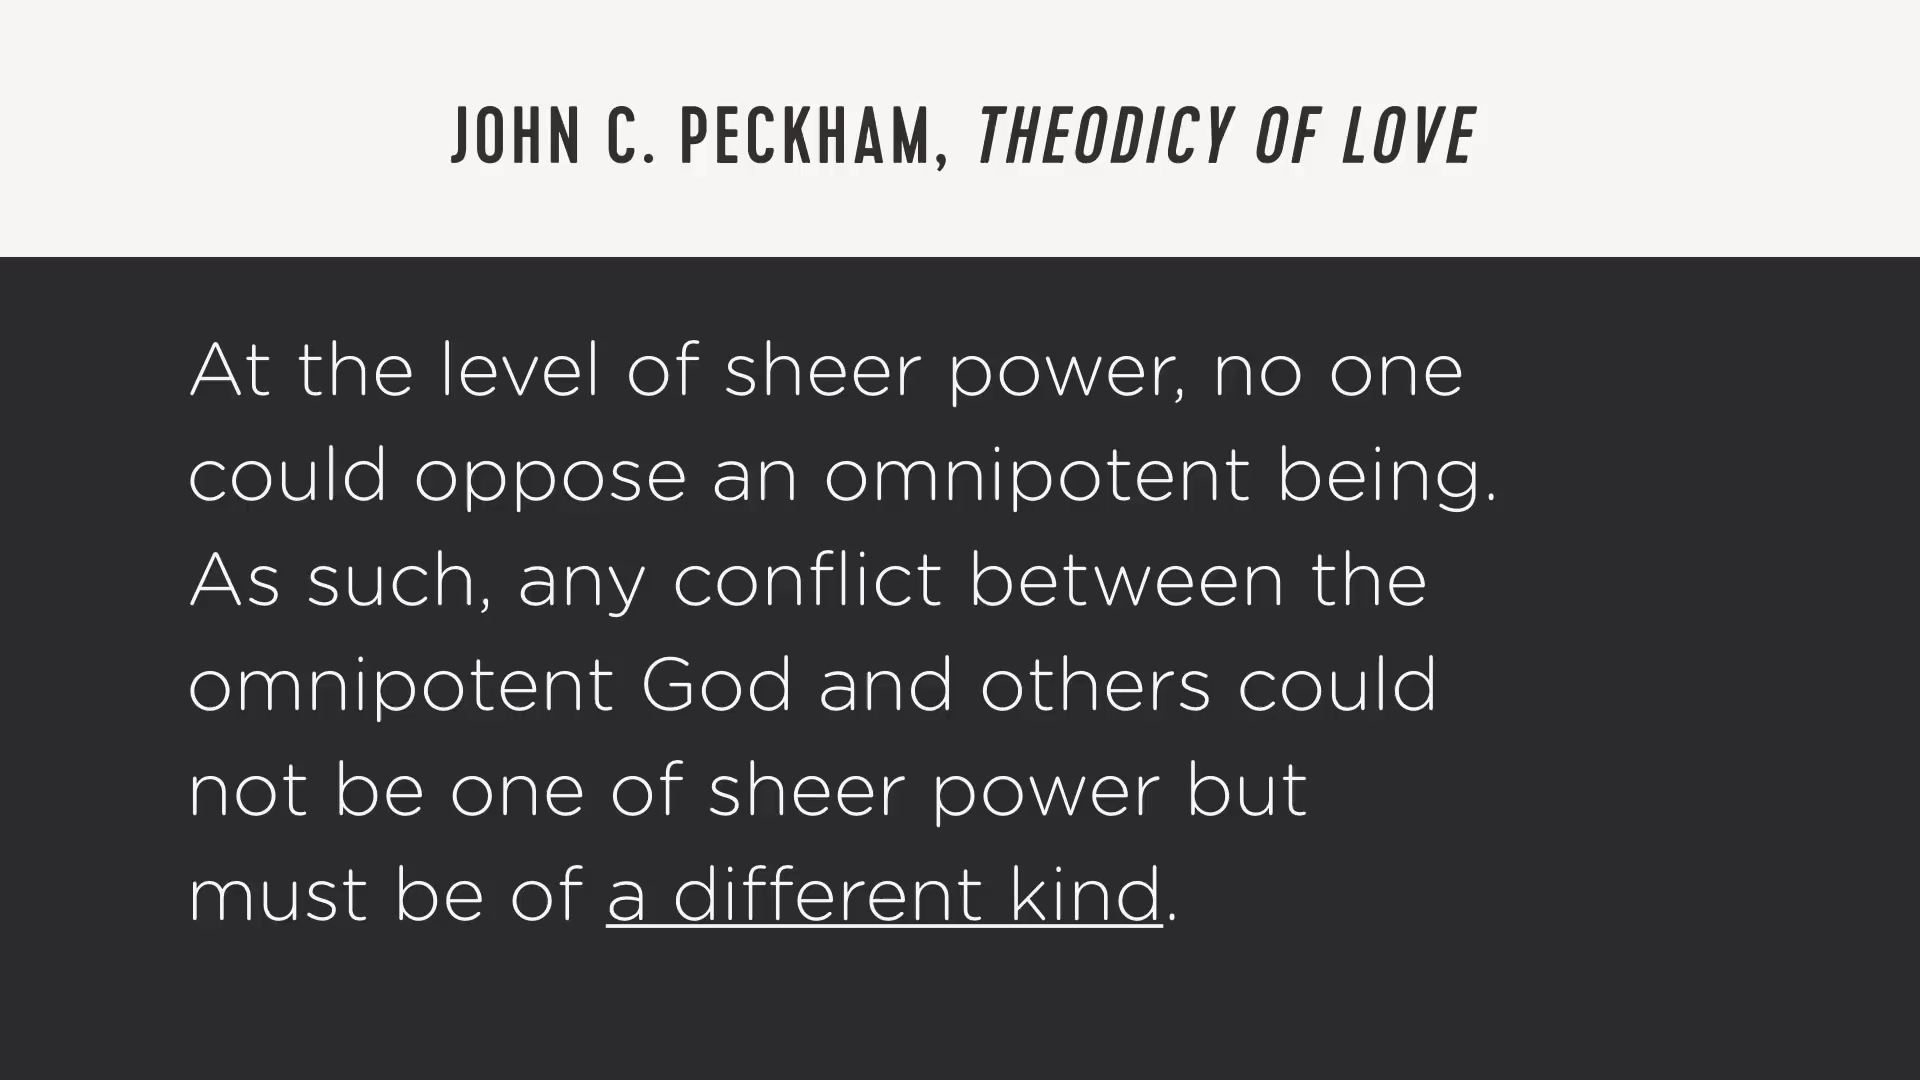 JOHN C. PECKHAM, THEODICY OF LOVE
At the level of sheer power, no one
could oppose an omnipotent being.
As such, any conflict between the
omnipotent God and others could
not be one of sheer power but
must be of a different kind.